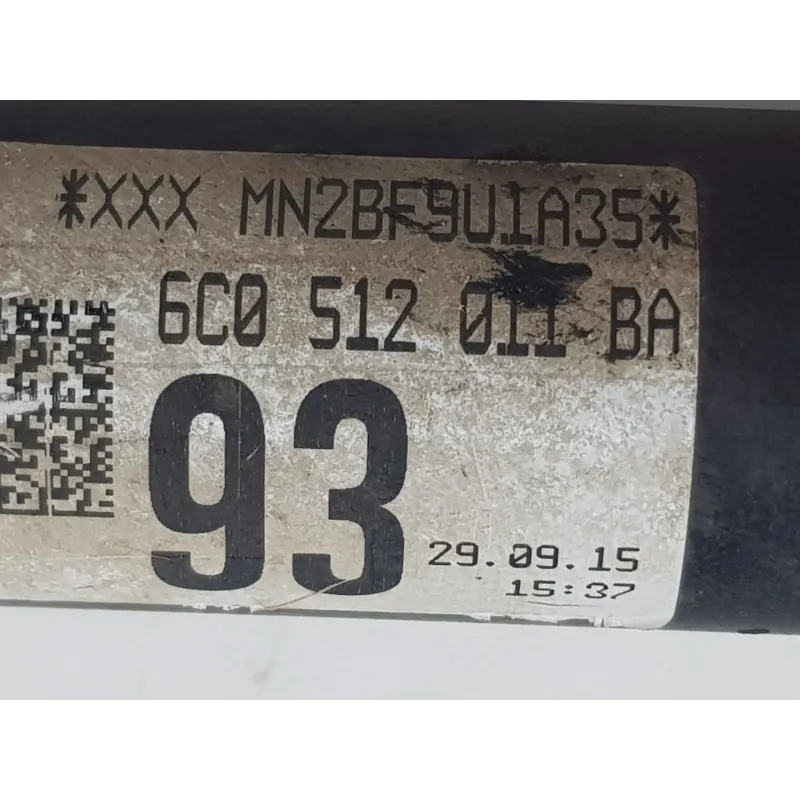 *XXX MN2BF9U1A35*
6C0 512 011 BA
93
29.09.15
15:37